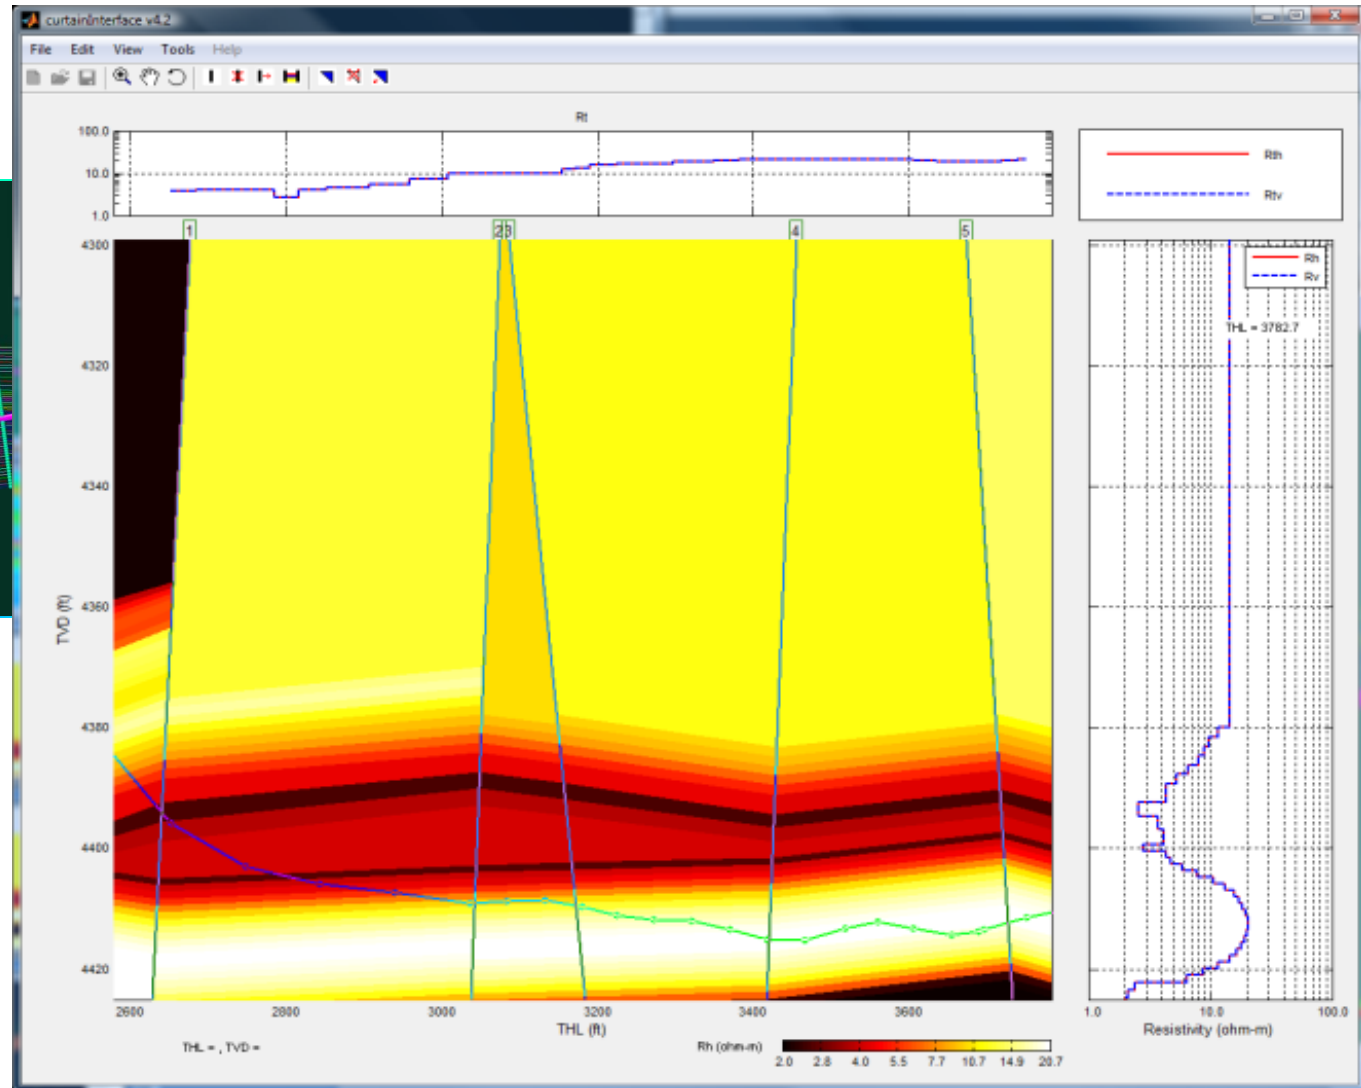 curtainInterface v4.2
File Edit View Tools Help
Rt
100.0
10.0
1.0
Rth
Rtv
1 2 3 4 5
4300
4320
4340
4360
4380
4400
4420
TVD (ft)
2600 2800 3000 3200 3400 3600
THL (ft)
Rh
Rv
THL = 3782.7
1.0 10.0 100.0
Resistivity (ohm-m)
THL = , TVD =
Rh (ohm-m)
2.0 2.8 4.0 5.5 7.7 10.7 14.9 20.7